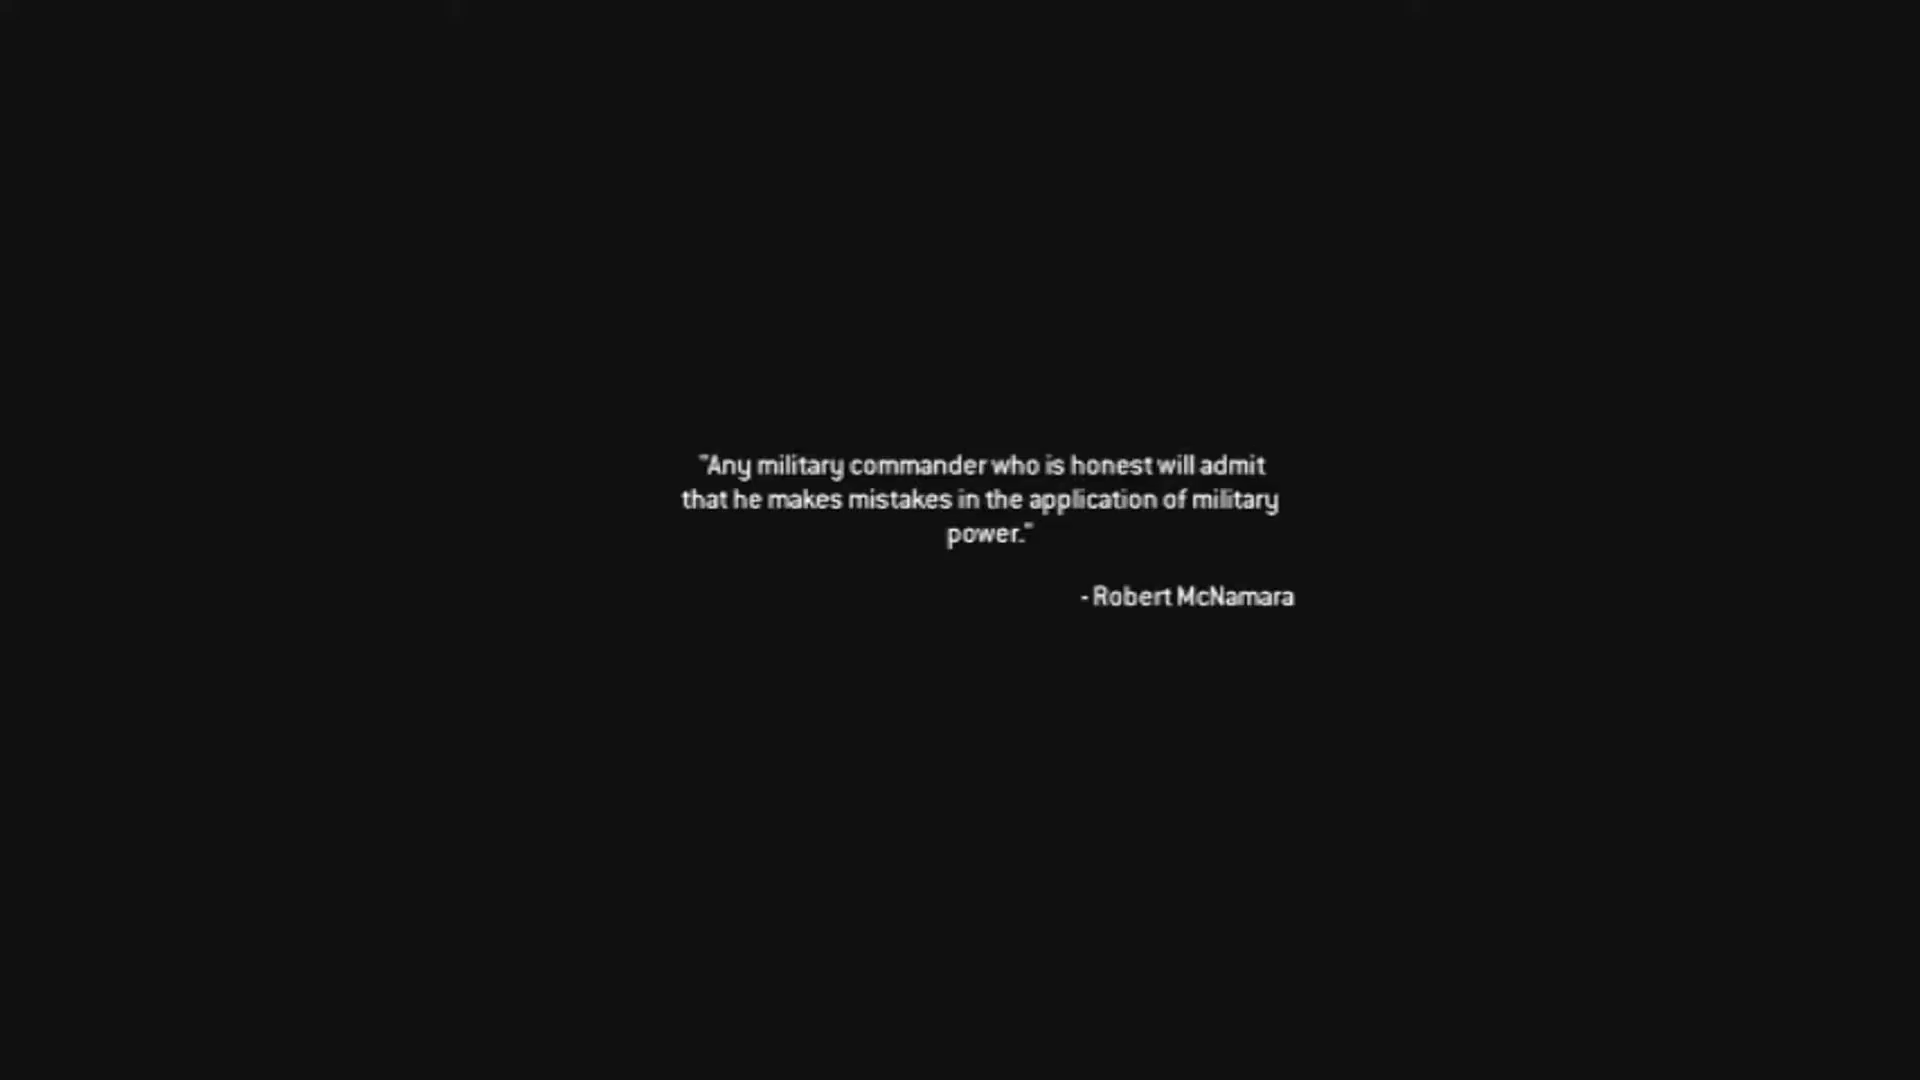 "Any military commander who is honest will admit
that he makes mistakes in the application of military
power."
- Robert McNamara